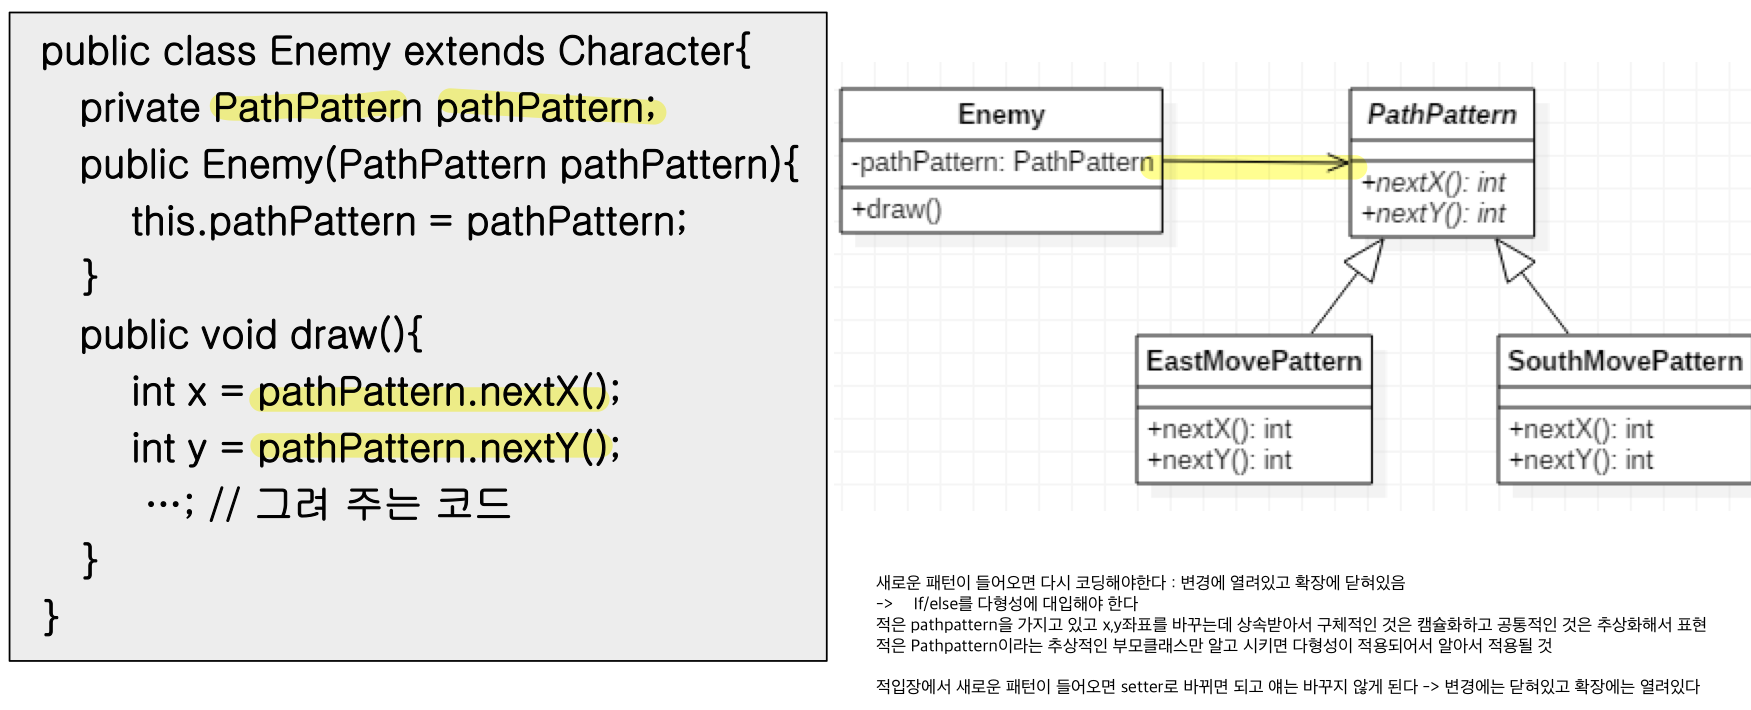 public class Enemy extends Character{
private PathPattern pathPattern;
public Enemy(PathPattern pathPattern){
this.pathPattern = pathPattern;
}
public void draw(){
int x = pathPattern.nextX();
int y = pathPattern.nextY();
…; // 그려 주는 코드
}
}
Enemy
-pathPattern: PathPattern
+draw()
PathPattern
+nextX(): int
+nextY(): int
EastMovePattern
+nextX(): int
+nextY(): int
SouthMovePattern
+nextX(): int
+nextY(): int
새로운 패턴이 들어오면 다시 코딩해야한다 : 변경에 열려있고 확장에 닫혀있음
-> If/else를 다형성에 대입해야 한다
적은 pathpattern을 가지고 있고 x,y좌표를 바꾸는데 상속받아서 구체적인 것은 캡슐화하고 공통적인 것은 추상화해서 표현
적은 Pathpattern이라는 추상적인 부모클래스만 알고 시키면 다형성이 적용되어서 알아서 적용될 것
적입장에서 새로운 패턴이 들어오면 setter로 바뀌면 되고 얘는 바꾸지 않게 된다 -> 변경에는 닫혀있고 확장에는 열려있다